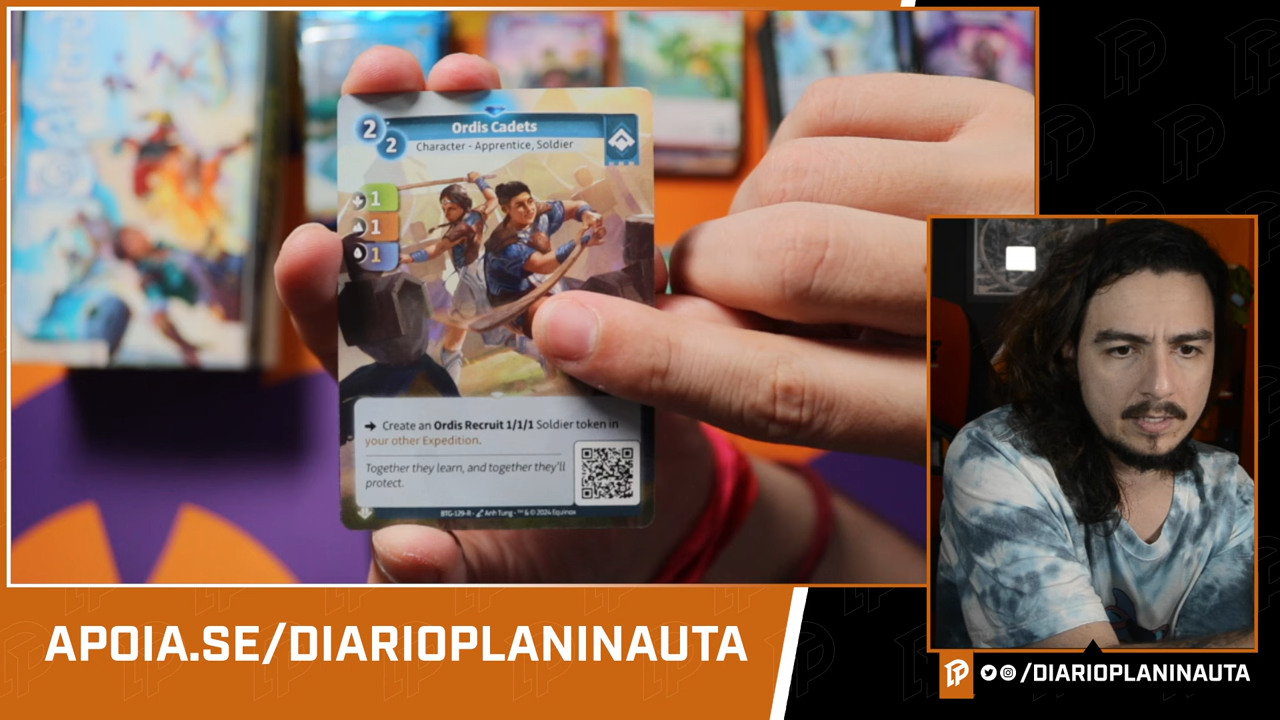 2
2
Ordis Cadets
Character - Apprentice, Soldier
1
1
1
Create an Ordis Recruit 1/1/1 Soldier token in
your other Expedition.
Together they learn, and together they'll
protect.
BTG-129-R - Anh Tung - ™ & © 2024 Equinox
APOIA.SE/DIARIOPLANINAUTA
/DIARIOPLANINAUTA